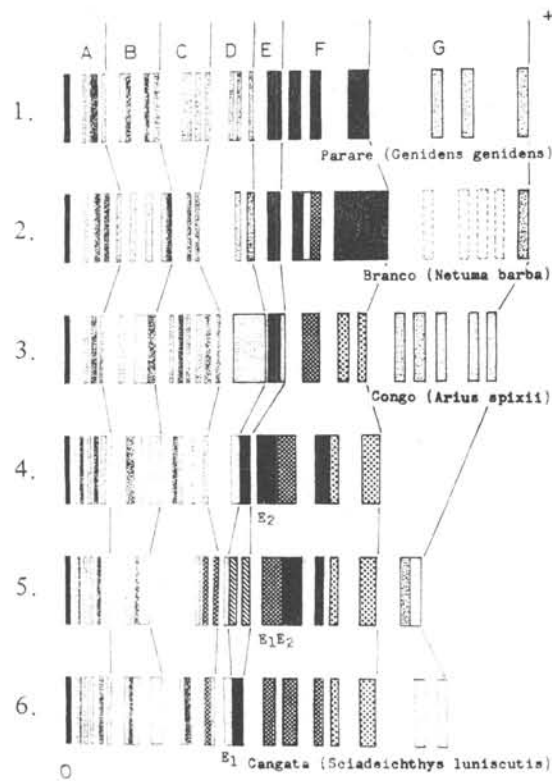 +
A B C D E F G
1.
Parare (Genidens genidens)
2.
Branco (Netuma barba)
3.
Congo (Arius spixii)
4.
E2
5.
E1E2
6.
E1
Cangata (Sciadeichthys luniscutis)
O